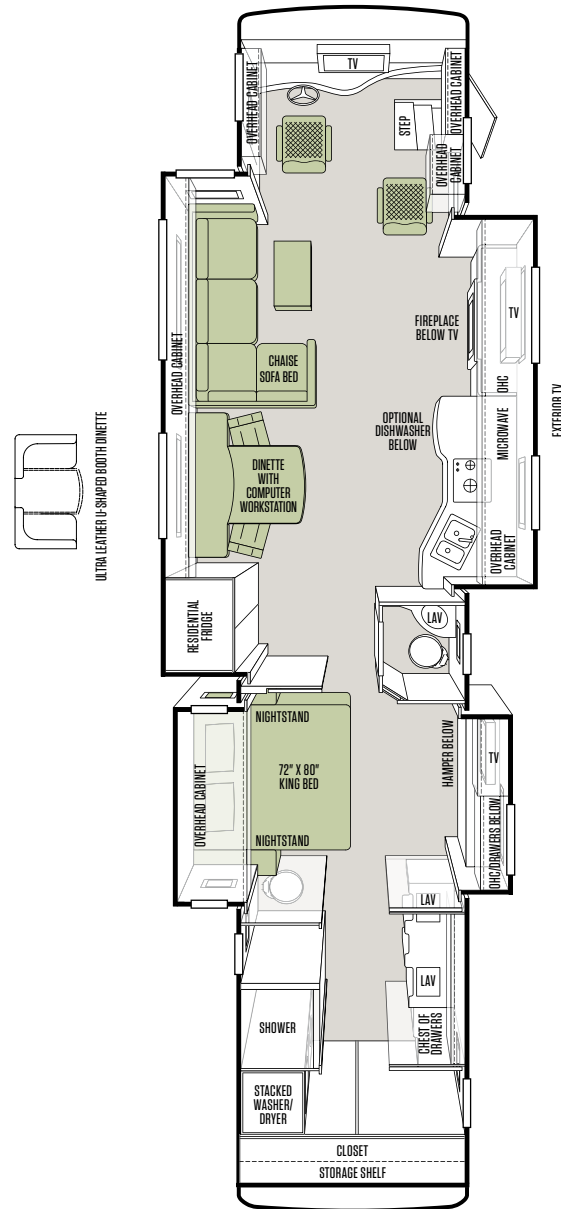 TV
OVERHEAD CABINET
STEP
OVERHEAD CABINET
OVERHEAD
CABINET
OVERHEAD CABINET
CHAISE
SOFA BED
FIREPLACE
BELOW TV
TV
OHC
EXTERIOR TV
OPTIONAL
DISHWASHER
BELOW
MICROWAVE
OVERHEAD
CABINET
DINETTE
WITH
COMPUTER
WORKSTATION
ULTRA LEATHER U-SHAPED BOOTH DINETTE
RESIDENTIAL
FRIDGE
LAV
OVERHEAD CABINET
NIGHTSTAND
72" X 80"
KING BED
NIGHTSTAND
HAMPER BELOW
TV
OHC/DRAWERS BELOW
LAV
LAV
CHEST OF
DRAWERS
SHOWER
STACKED
WASHER/
DRYER
CLOSET
STORAGE SHELF